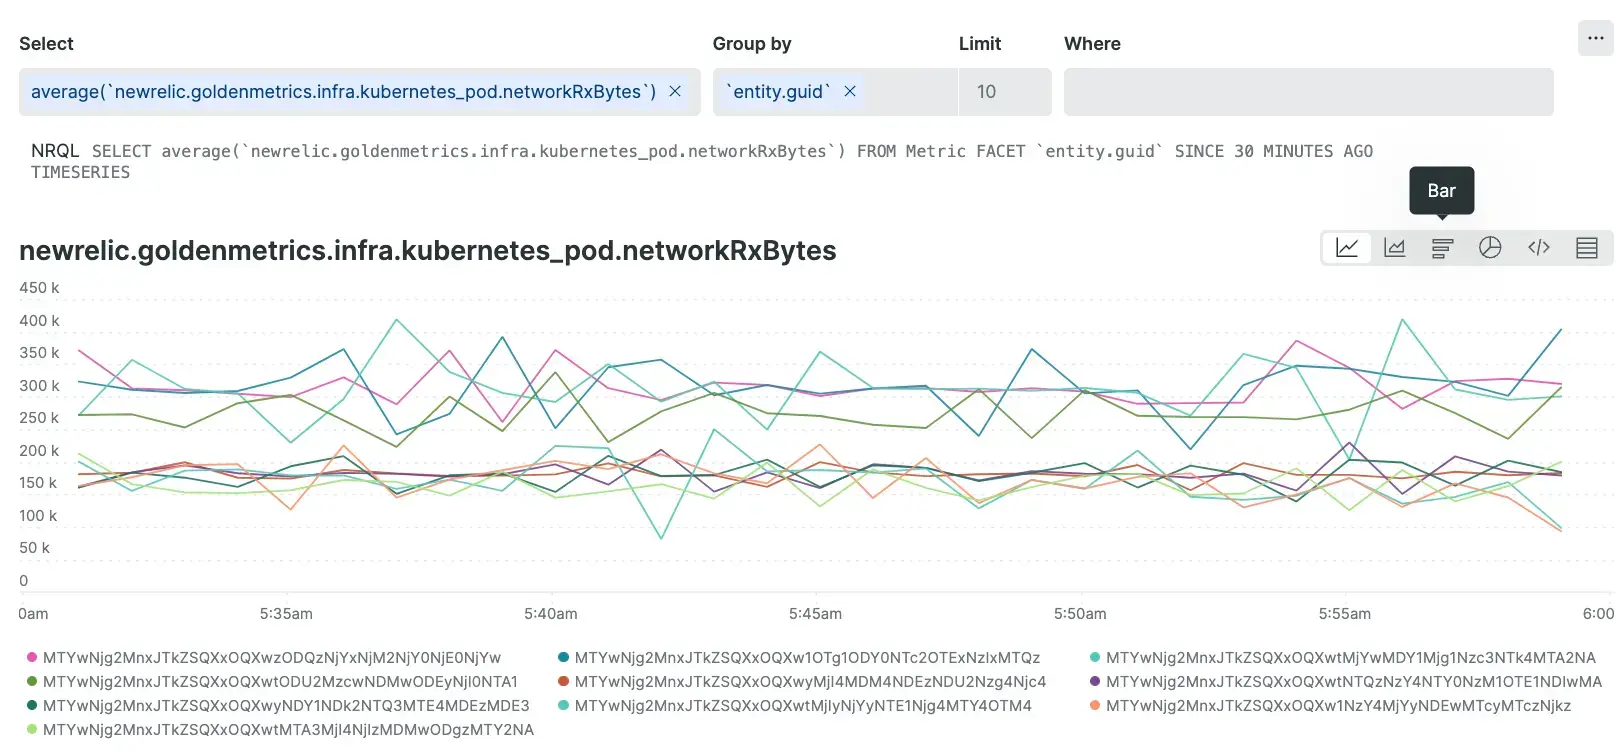 Select Group by Limit Where ...
average(`newrelic.goldenmetrics.infra.kubernetes_pod.networkRxBytes`) × `entity.guid` × 10
NRQL SELECT average(`newrelic.goldenmetrics.infra.kubernetes_pod.networkRxBytes`) FROM Metric FACET `entity.guid` SINCE 30 MINUTES AGO
TIMESERIES
Bar
newrelic.goldenmetrics.infra.kubernetes_pod.networkRxBytes
450 k
400 k
350 k
300 k
250 k
200 k
150 k
100 k
50 k
0
0am 5:35am 5:40am 5:45am 5:50am 5:55am 6:00
MTYwNjg2MnxJTkZSQXxOQXwzODQzNjYxNjM2NjY0NjE0NjYw MTYwNjg2MnxJTkZSQXxOQXw1OTg1ODY0NTc2OTExNzIxMTQz MTYwNjg2MnxJTkZSQXxOQXwtMjYwMDY1Mjg1Nzc3NTk4MTA2NA
MTYwNjg2MnxJTkZSQXxOQXwtODU2MzcwNDMwODEyNjI0NTA1 MTYwNjg2MnxJTkZSQXxOQXwyMjI4MDM4NDEzNDU2Nzg4Njc4 MTYwNjg2MnxJTkZSQXxOQXwtNTQzNzY4NTY0NzM1OTE1NDIwMA
MTYwNjg2MnxJTkZSQXxOQXwyNDY1NDk2NTQ3MTE4MDEzMDE3 MTYwNjg2MnxJTkZSQXxOQXwtMjIyNjYyNTE1Njg4MTY4OTM4 MTYwNjg2MnxJTkZSQXxOQXw1NzY4MjYyNDEwMTcyMTczNjkz
MTYwNjg2MnxJTkZSQXxOQXwtMTA3MjI4NjIzMDMwODgzMTY2NA